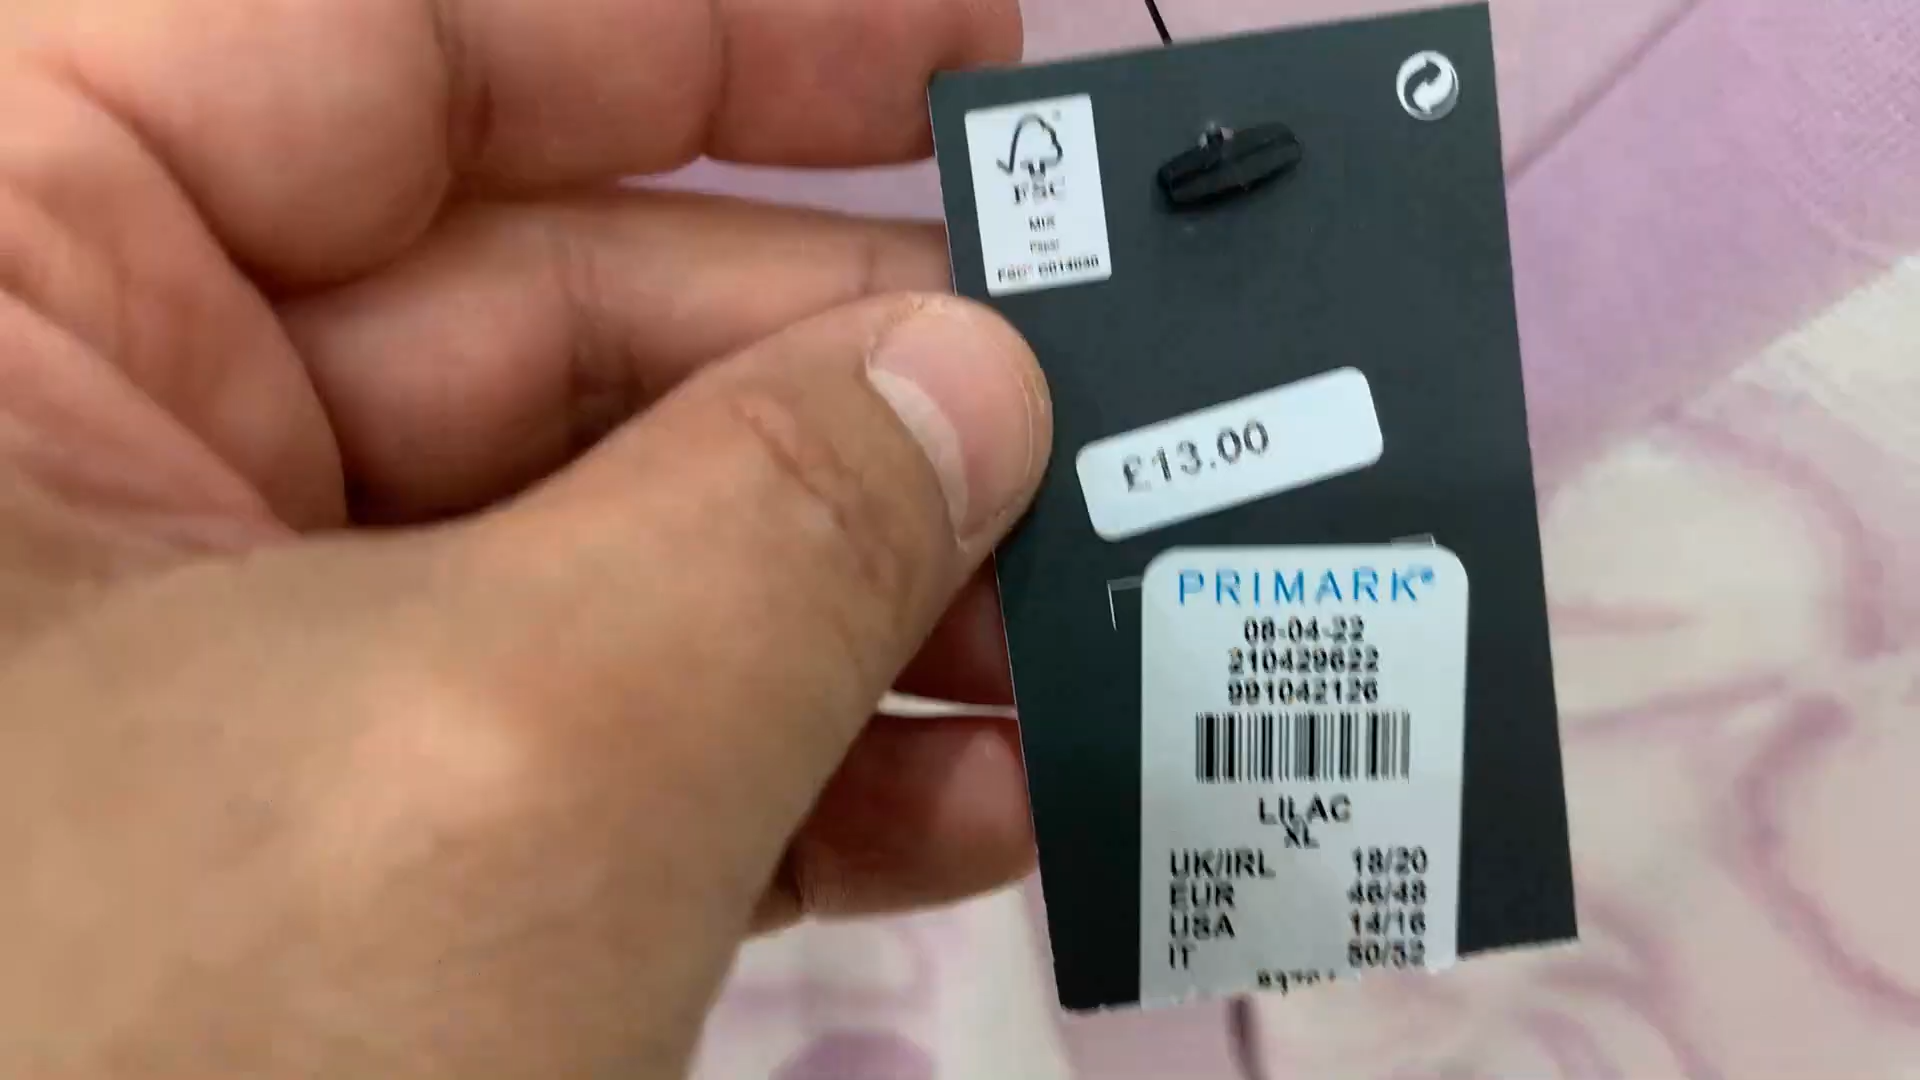 FSC
MIX
Paper
£13.00
PRIMARK®
08-04-22
210429622
991042126
LILAC
XL
UK/IRL 18/20
EUR 46/48
USA 14/16
IT 50/52